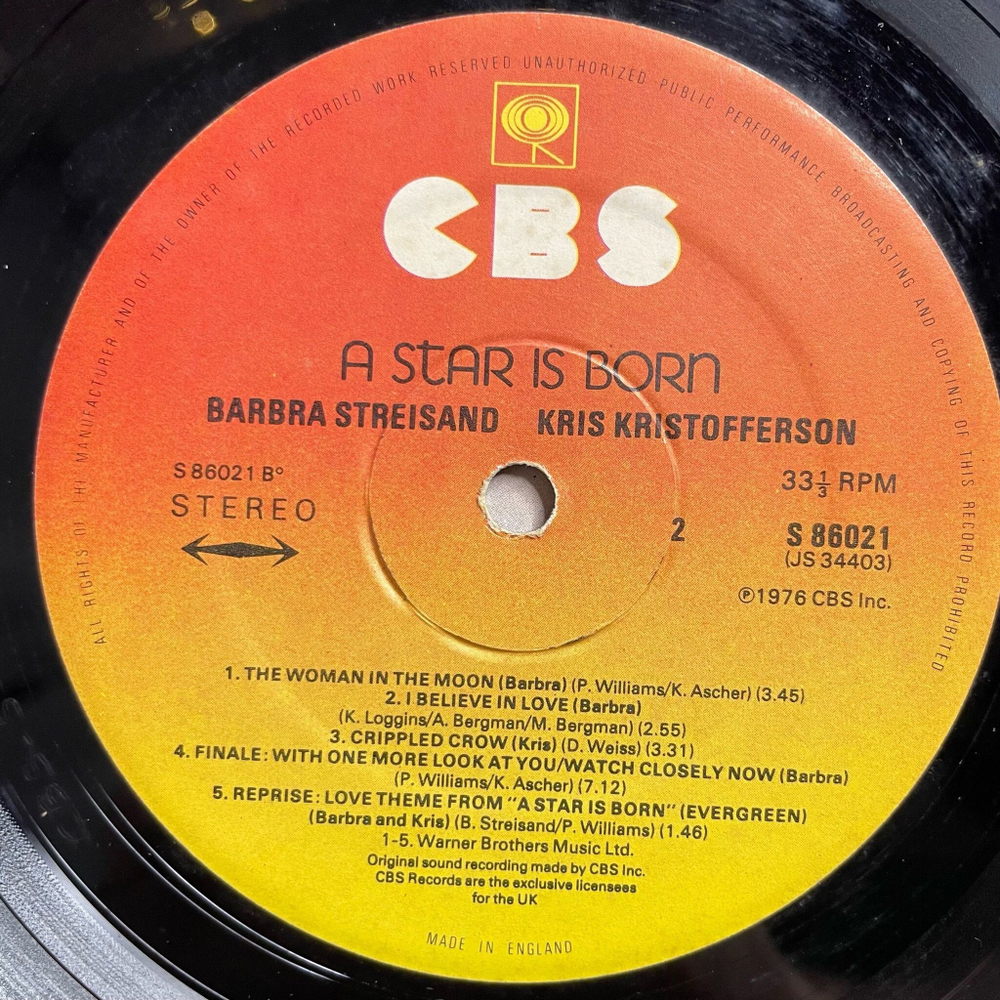 ALL RIGHTS OF THE MANUFACTURER AND OF THE OWNER OF THE RECORDED WORK RESERVED UNAUTHORIZED PUBLIC PERFORMANCE BROADCASTING AND COPYING OF THIS RECORD PROHIBITED
CBS
A STAR IS BORN
BARBRA STREISAND KRIS KRISTOFFERSON
S 86021 B°
STEREO
33⅓ RPM
2
S 86021
(JS 34403)
℗1976 CBS Inc.
1. THE WOMAN IN THE MOON (Barbra) (P. Williams/K. Ascher) (3.45)
2. I BELIEVE IN LOVE (Barbra)
(K. Loggins/A. Bergman/M. Bergman) (2.55)
3. CRIPPLED CROW (Kris) (D. Weiss) (3.31)
4. FINALE: WITH ONE MORE LOOK AT YOU/WATCH CLOSELY NOW (Barbra)
(P. Williams/K. Ascher) (7.12)
5. REPRISE: LOVE THEME FROM "A STAR IS BORN" (EVERGREEN)
(Barbra and Kris) (B. Streisand/P. Williams) (1.46)
1-5. Warner Brothers Music Ltd.
Original sound recording made by CBS Inc.
CBS Records are the exclusive licensees
for the UK
MADE IN ENGLAND